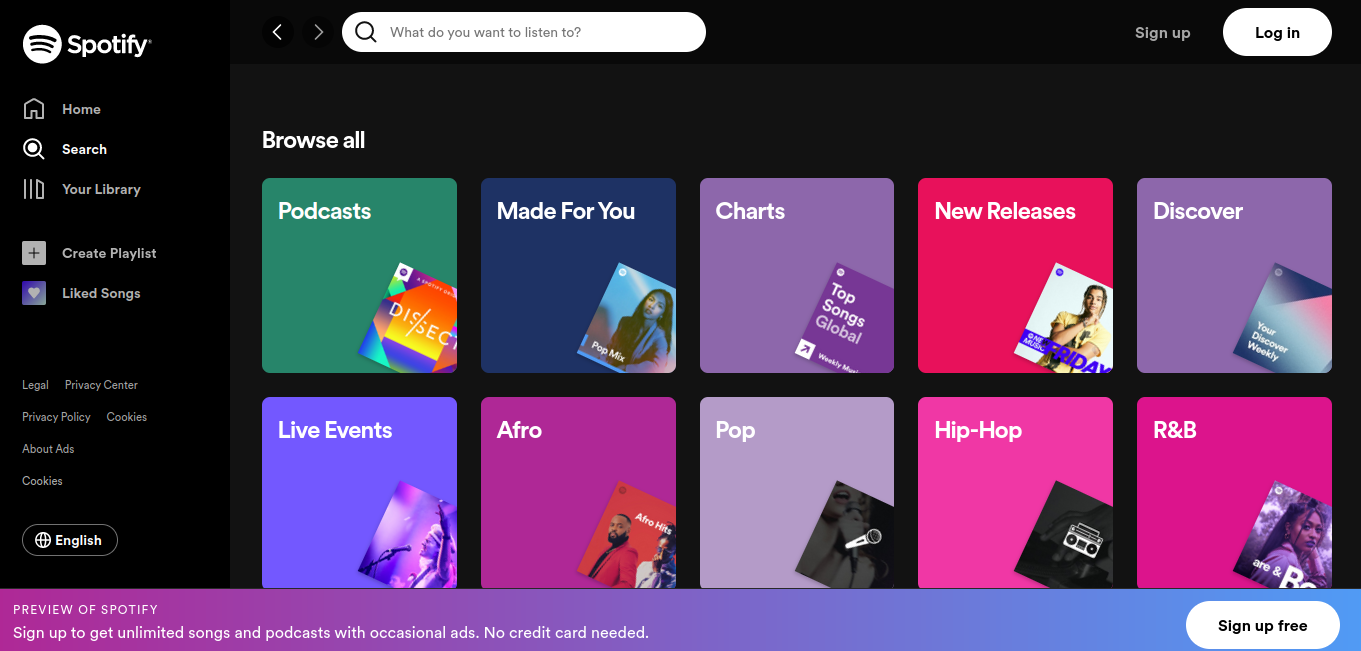 Spotify
What do you want to listen to?
Sign up
Log in
Home
Search
Your Library
Create Playlist
Liked Songs
Legal Privacy Center
Privacy Policy Cookies
About Ads
Cookies
English
Browse all
Podcasts
DISSECT
Made For You
Pop Mix
Charts
Top
Songs
Global
Weekly Mus
New Releases
NEW
MUSIC
FRIDAY
Discover
Your
Discover
Weekly
Live Events
Afro
Afro Hits
Pop
Hip-Hop
R&B
are &
PREVIEW OF SPOTIFY
Sign up to get unlimited songs and podcasts with occasional ads. No credit card needed.
Sign up free